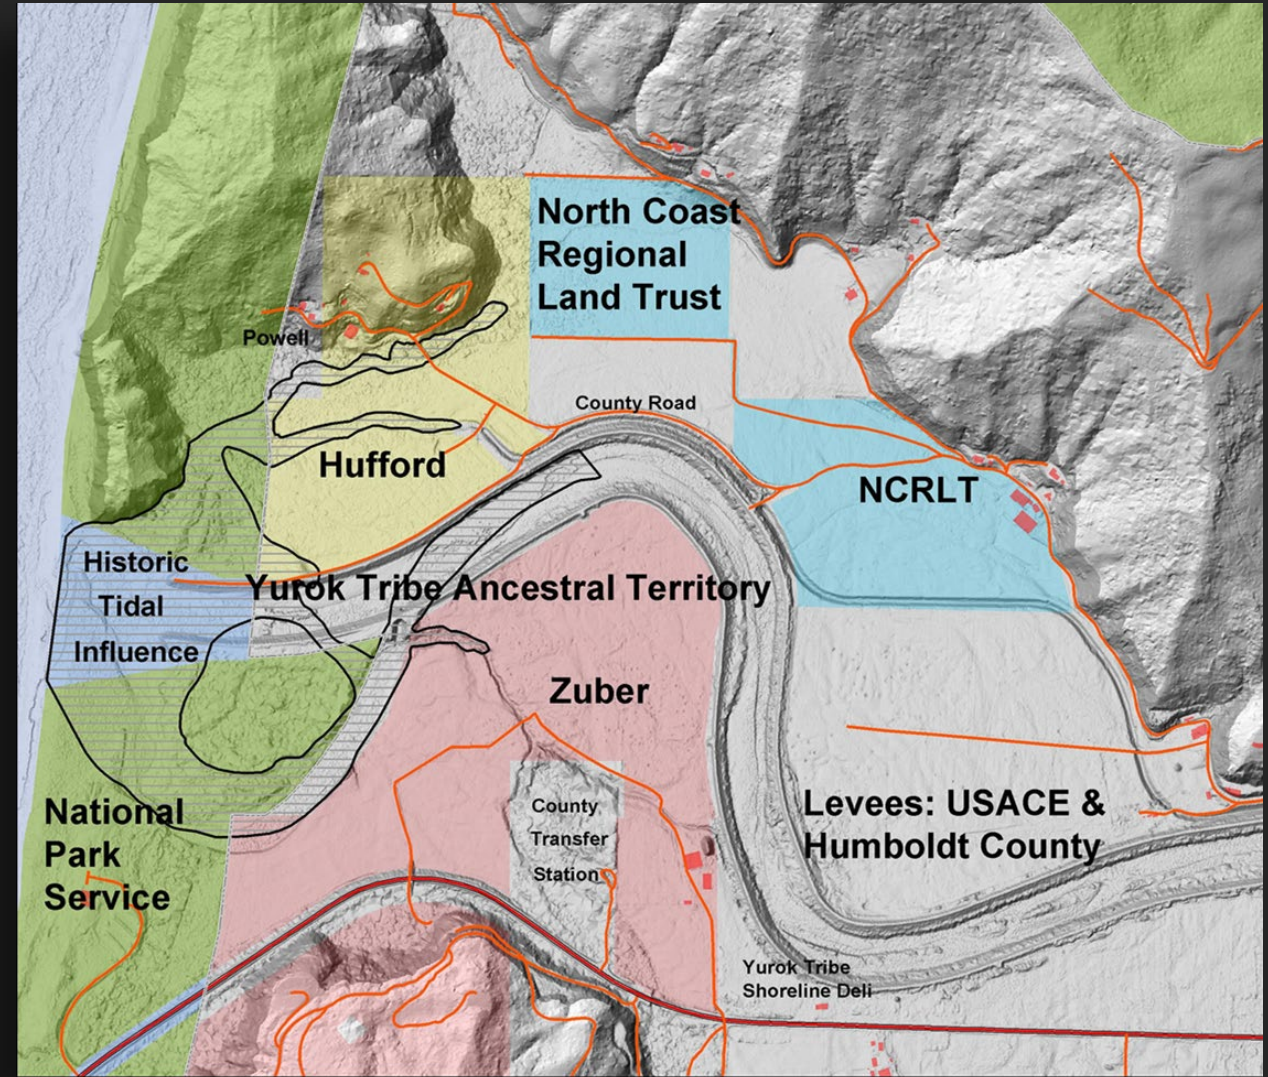 North Coast
Regional
Land Trust
Powell
County Road
Hufford
NCRLT
Historic
Tidal
Influence
Yurok Tribe Ancestral Territory
Zuber
National
Park
Service
County
Transfer
Station
Levees: USACE &
Humboldt County
Yurok Tribe
Shoreline Deli